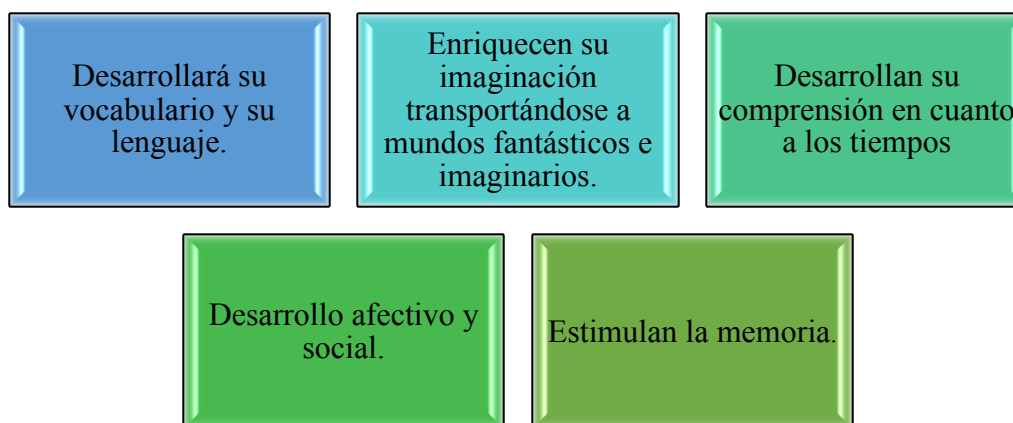 Desarrollará su
vocabulario y su
lenguaje.
Enriquecen su
imaginación
transportándose a
mundos fantásticos e
imaginarios.
Desarrollan su
comprensión en cuanto
a los tiempos
Desarrollo afectivo y
social.
Estimulan la memoria.